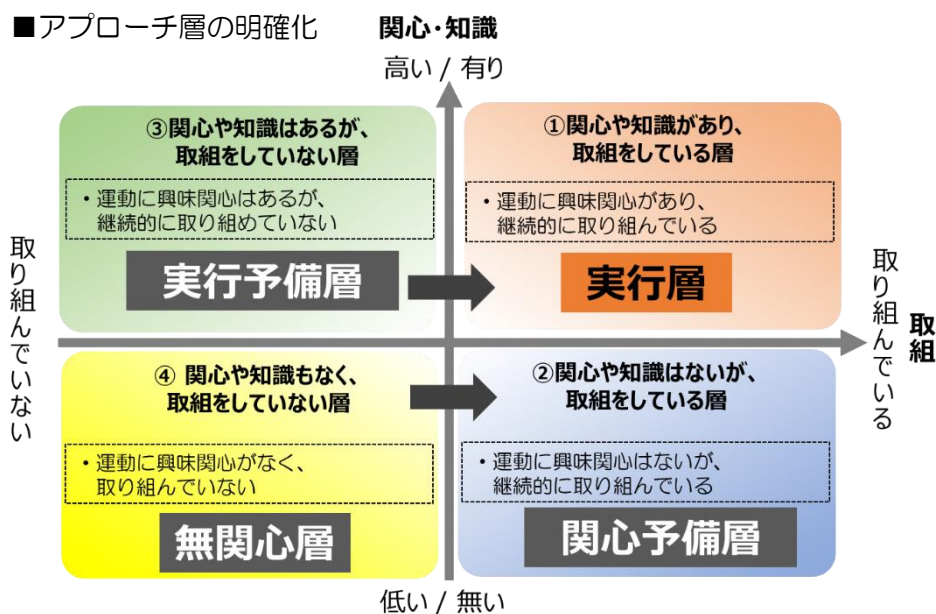 ■アプローチ層の明確化
関心・知識
高い / 有り
③関心や知識はあるが、
取組をしていない層
・運動に興味関心はあるが、
継続的に取り組めていない
実行予備層
①関心や知識があり、
取組をしている層
・運動に興味関心があり、
継続的に取り組んでいる
実行層
取り組んでいない
取り組んでいる
取組
④ 関心や知識もなく、
取組をしていない層
・運動に興味関心がなく、
取り組んでいない
無関心層
②関心や知識はないが、
取組をしている層
・運動に興味関心はないが、
継続的に取り組んでいる
関心予備層
低い / 無い